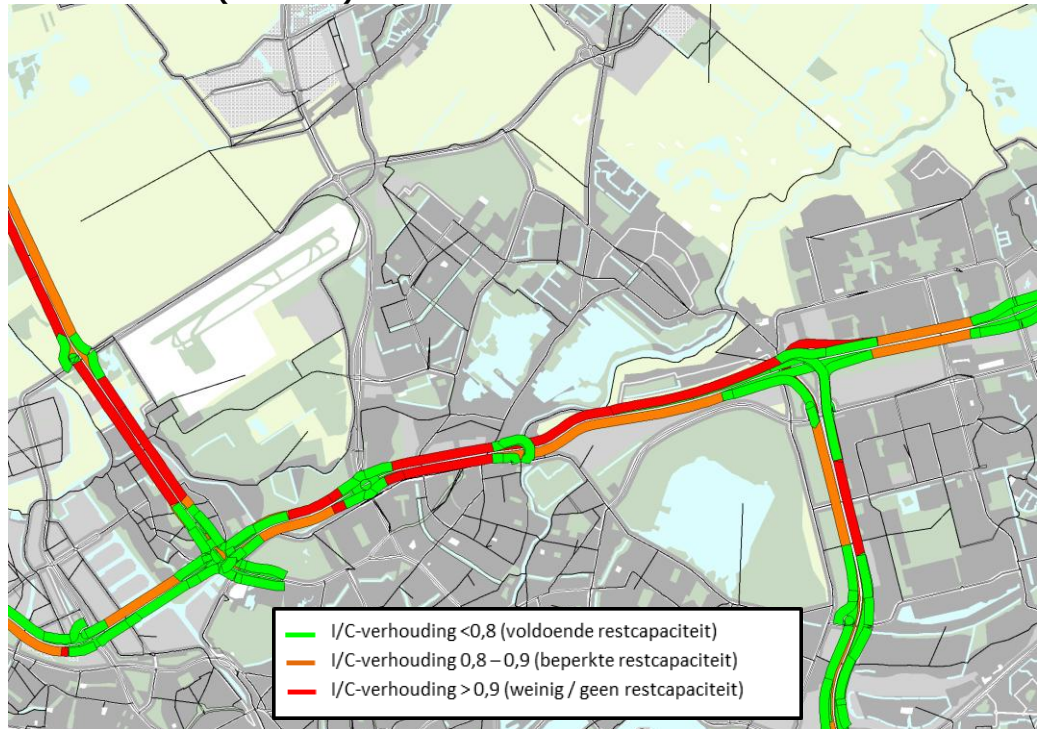 I/C-verhouding <0,8 (voldoende restcapaciteit)
I/C-verhouding 0,8 – 0,9 (beperkte restcapaciteit)
I/C-verhouding > 0,9 (weinig / geen restcapaciteit)